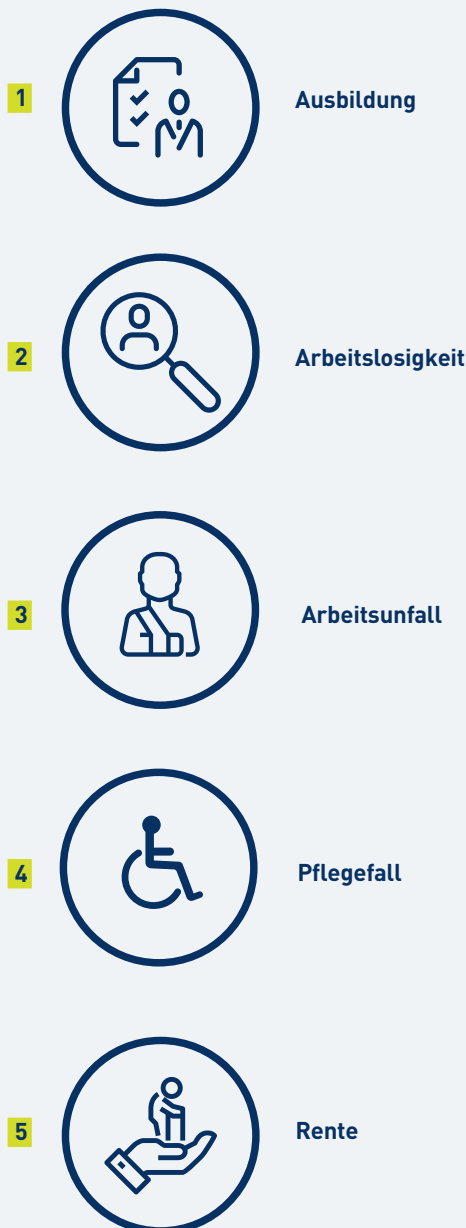 1 Ausbildung
2 Arbeitslosigkeit
3 Arbeitsunfall
4 Pflegefall
5 Rente